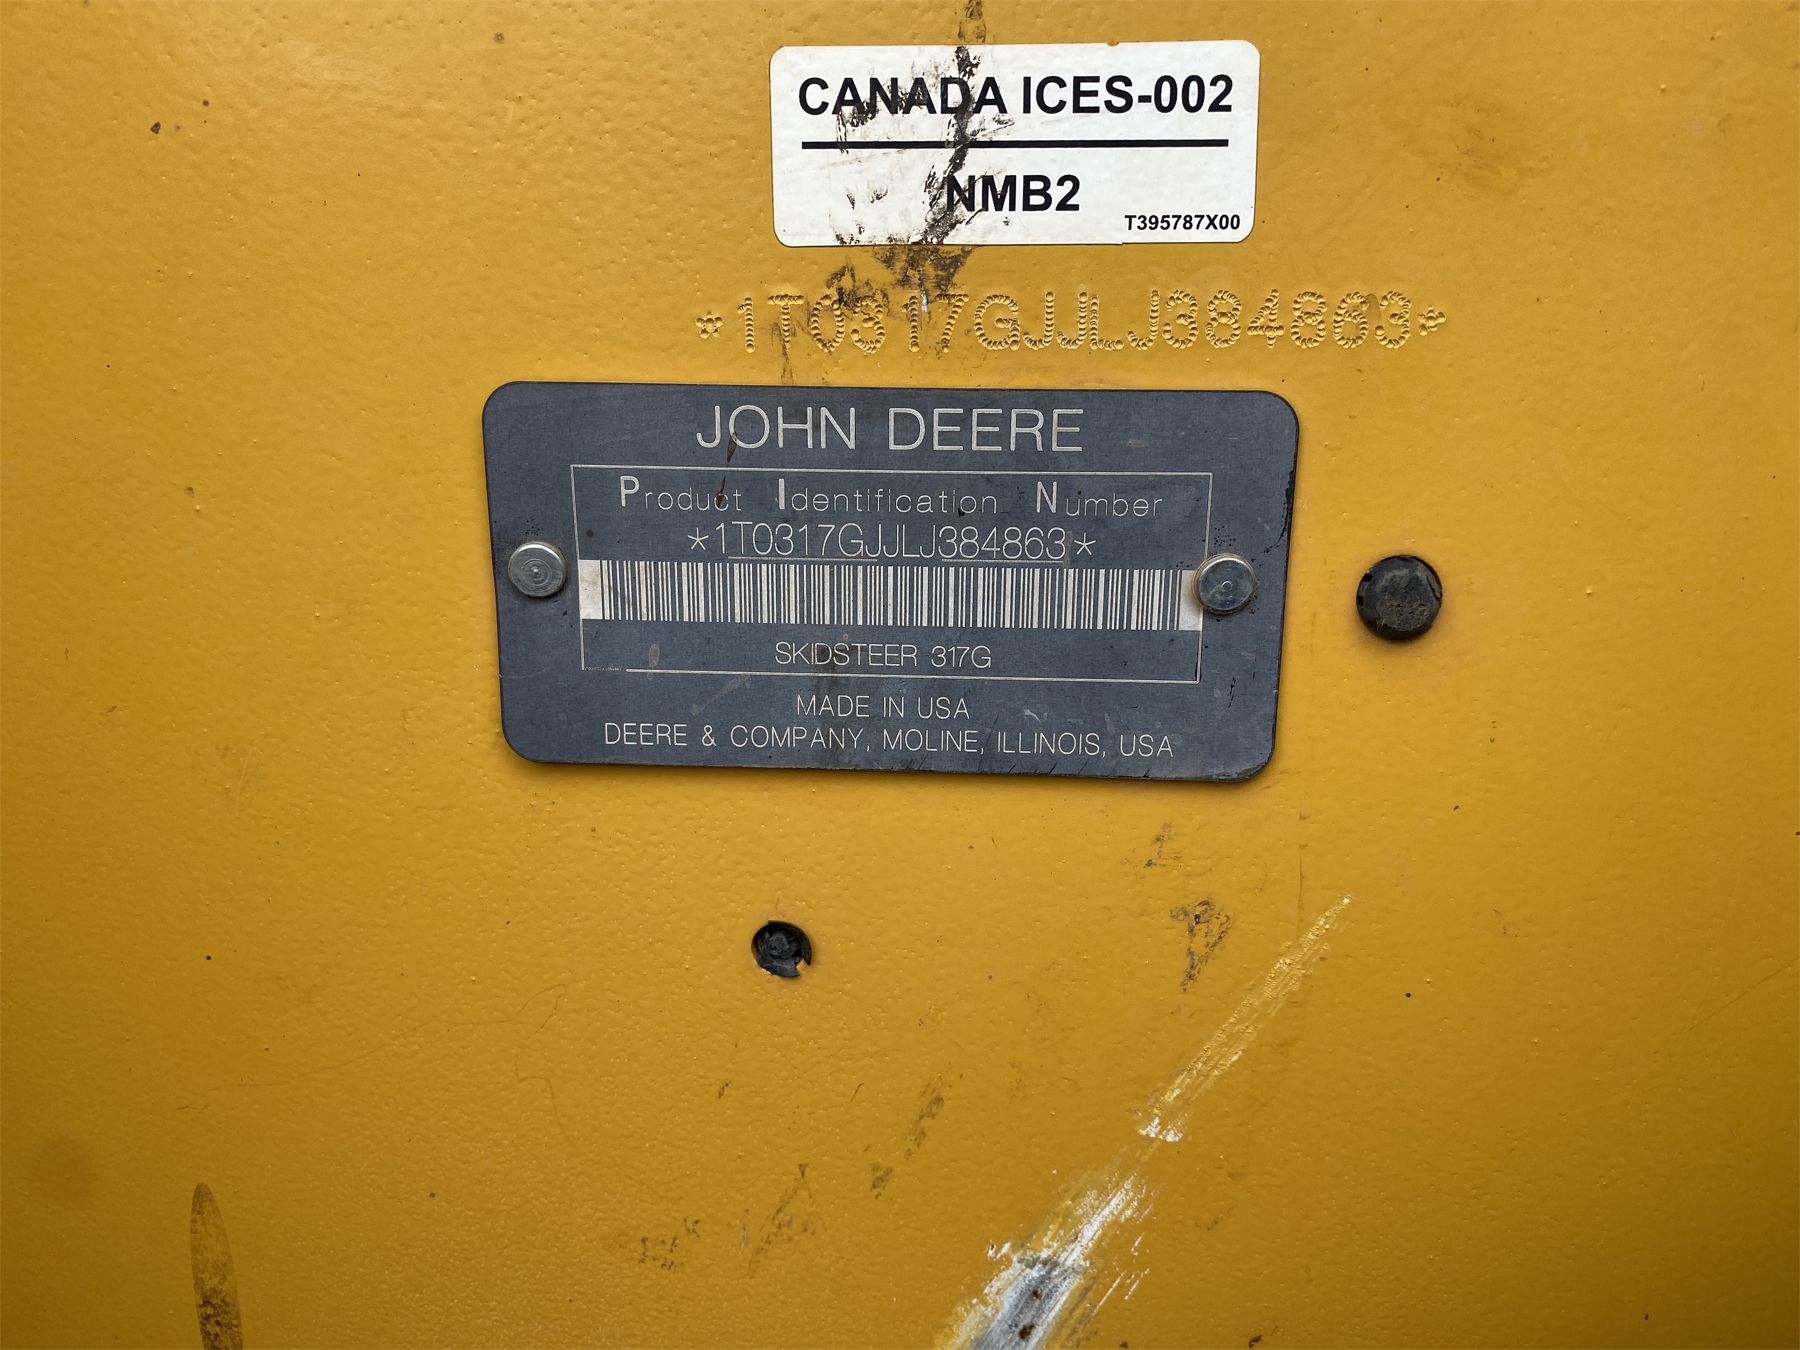 CANADA ICES-002
NMB2
T395787X00
*1T0317GJJLJ384863*
JOHN DEERE
Product Identification Number
*1T0317GJJLJ384863*
SKIDSTEER 317G
MADE IN USA
DEERE & COMPANY, MOLINE, ILLINOIS, USA